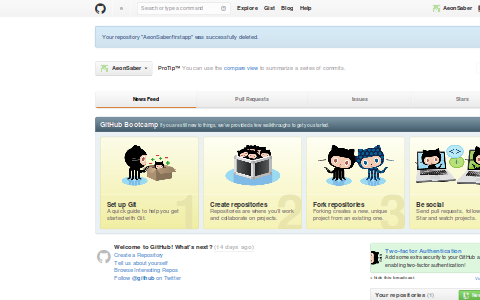 Search or type a command
Explore Gist Blog Help
AeonSaber
Your repository "AeonSaber/firstapp" was successfully deleted.
AeonSaber
ProTip™ You can use the compare view to summarize a series of commits.
News Feed
Pull Requests
Issues
Stars
GitHub Bootcamp If you are still new to things, we've provided a few walkthroughs to get you started.
1
2
3
Set up Git
A quick guide to help you get
started with Git.
Create repositories
Repositories are where you'll work
and collaborate on projects.
Fork repositories
Forking creates a new, unique
project from an existing one.
Be social
Send pull requests, follow
Star and watch projects.
Welcome to GitHub! What's next? (14 days ago)
Create a Repository
Tell us about yourself
Browse Interesting Repos
Follow @github on Twitter
Two-factor Authentication
Add some extra security to your GitHub a
enabling two-factor authentication!
link this broadcast
Your repositories (1)